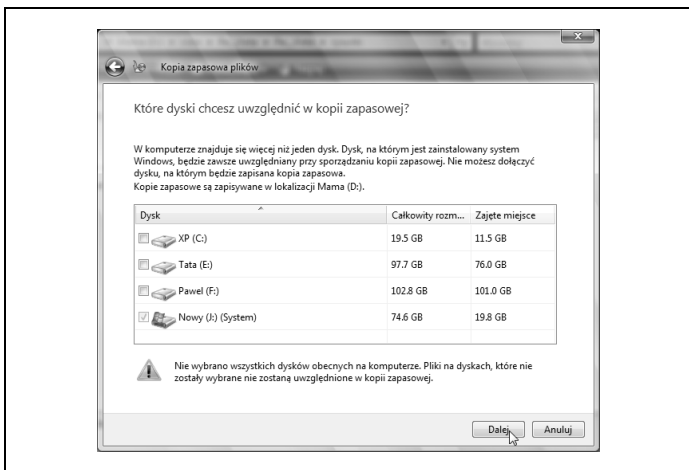 Kopia zapasowa plików
Które dyski chcesz uwzględnić w kopii zapasowej?
W komputerze znajduje się więcej niż jeden dysk. Dysk, na którym jest zainstalowany system
Windows, będzie zawsze uwzględniany przy sporządzaniu kopii zapasowej. Nie możesz dołączyć
dysku, na którym będzie zapisana kopia zapasowa.
Kopie zapasowe są zapisywane w lokalizacji Mama (D:).
Dysk Całkowity rozm... Zajęte miejsce
XP (C:) 19.5 GB 11.5 GB
Tata (E:) 97.7 GB 76.0 GB
Pawel (F:) 102.8 GB 101.0 GB
Nowy (J:) (System) 74.6 GB 19.8 GB
Nie wybrano wszystkich dysków obecnych na komputerze. Pliki na dyskach, które nie
zostały wybrane nie zostaną uwzględnione w kopii zapasowej.
Dalej Anuluj